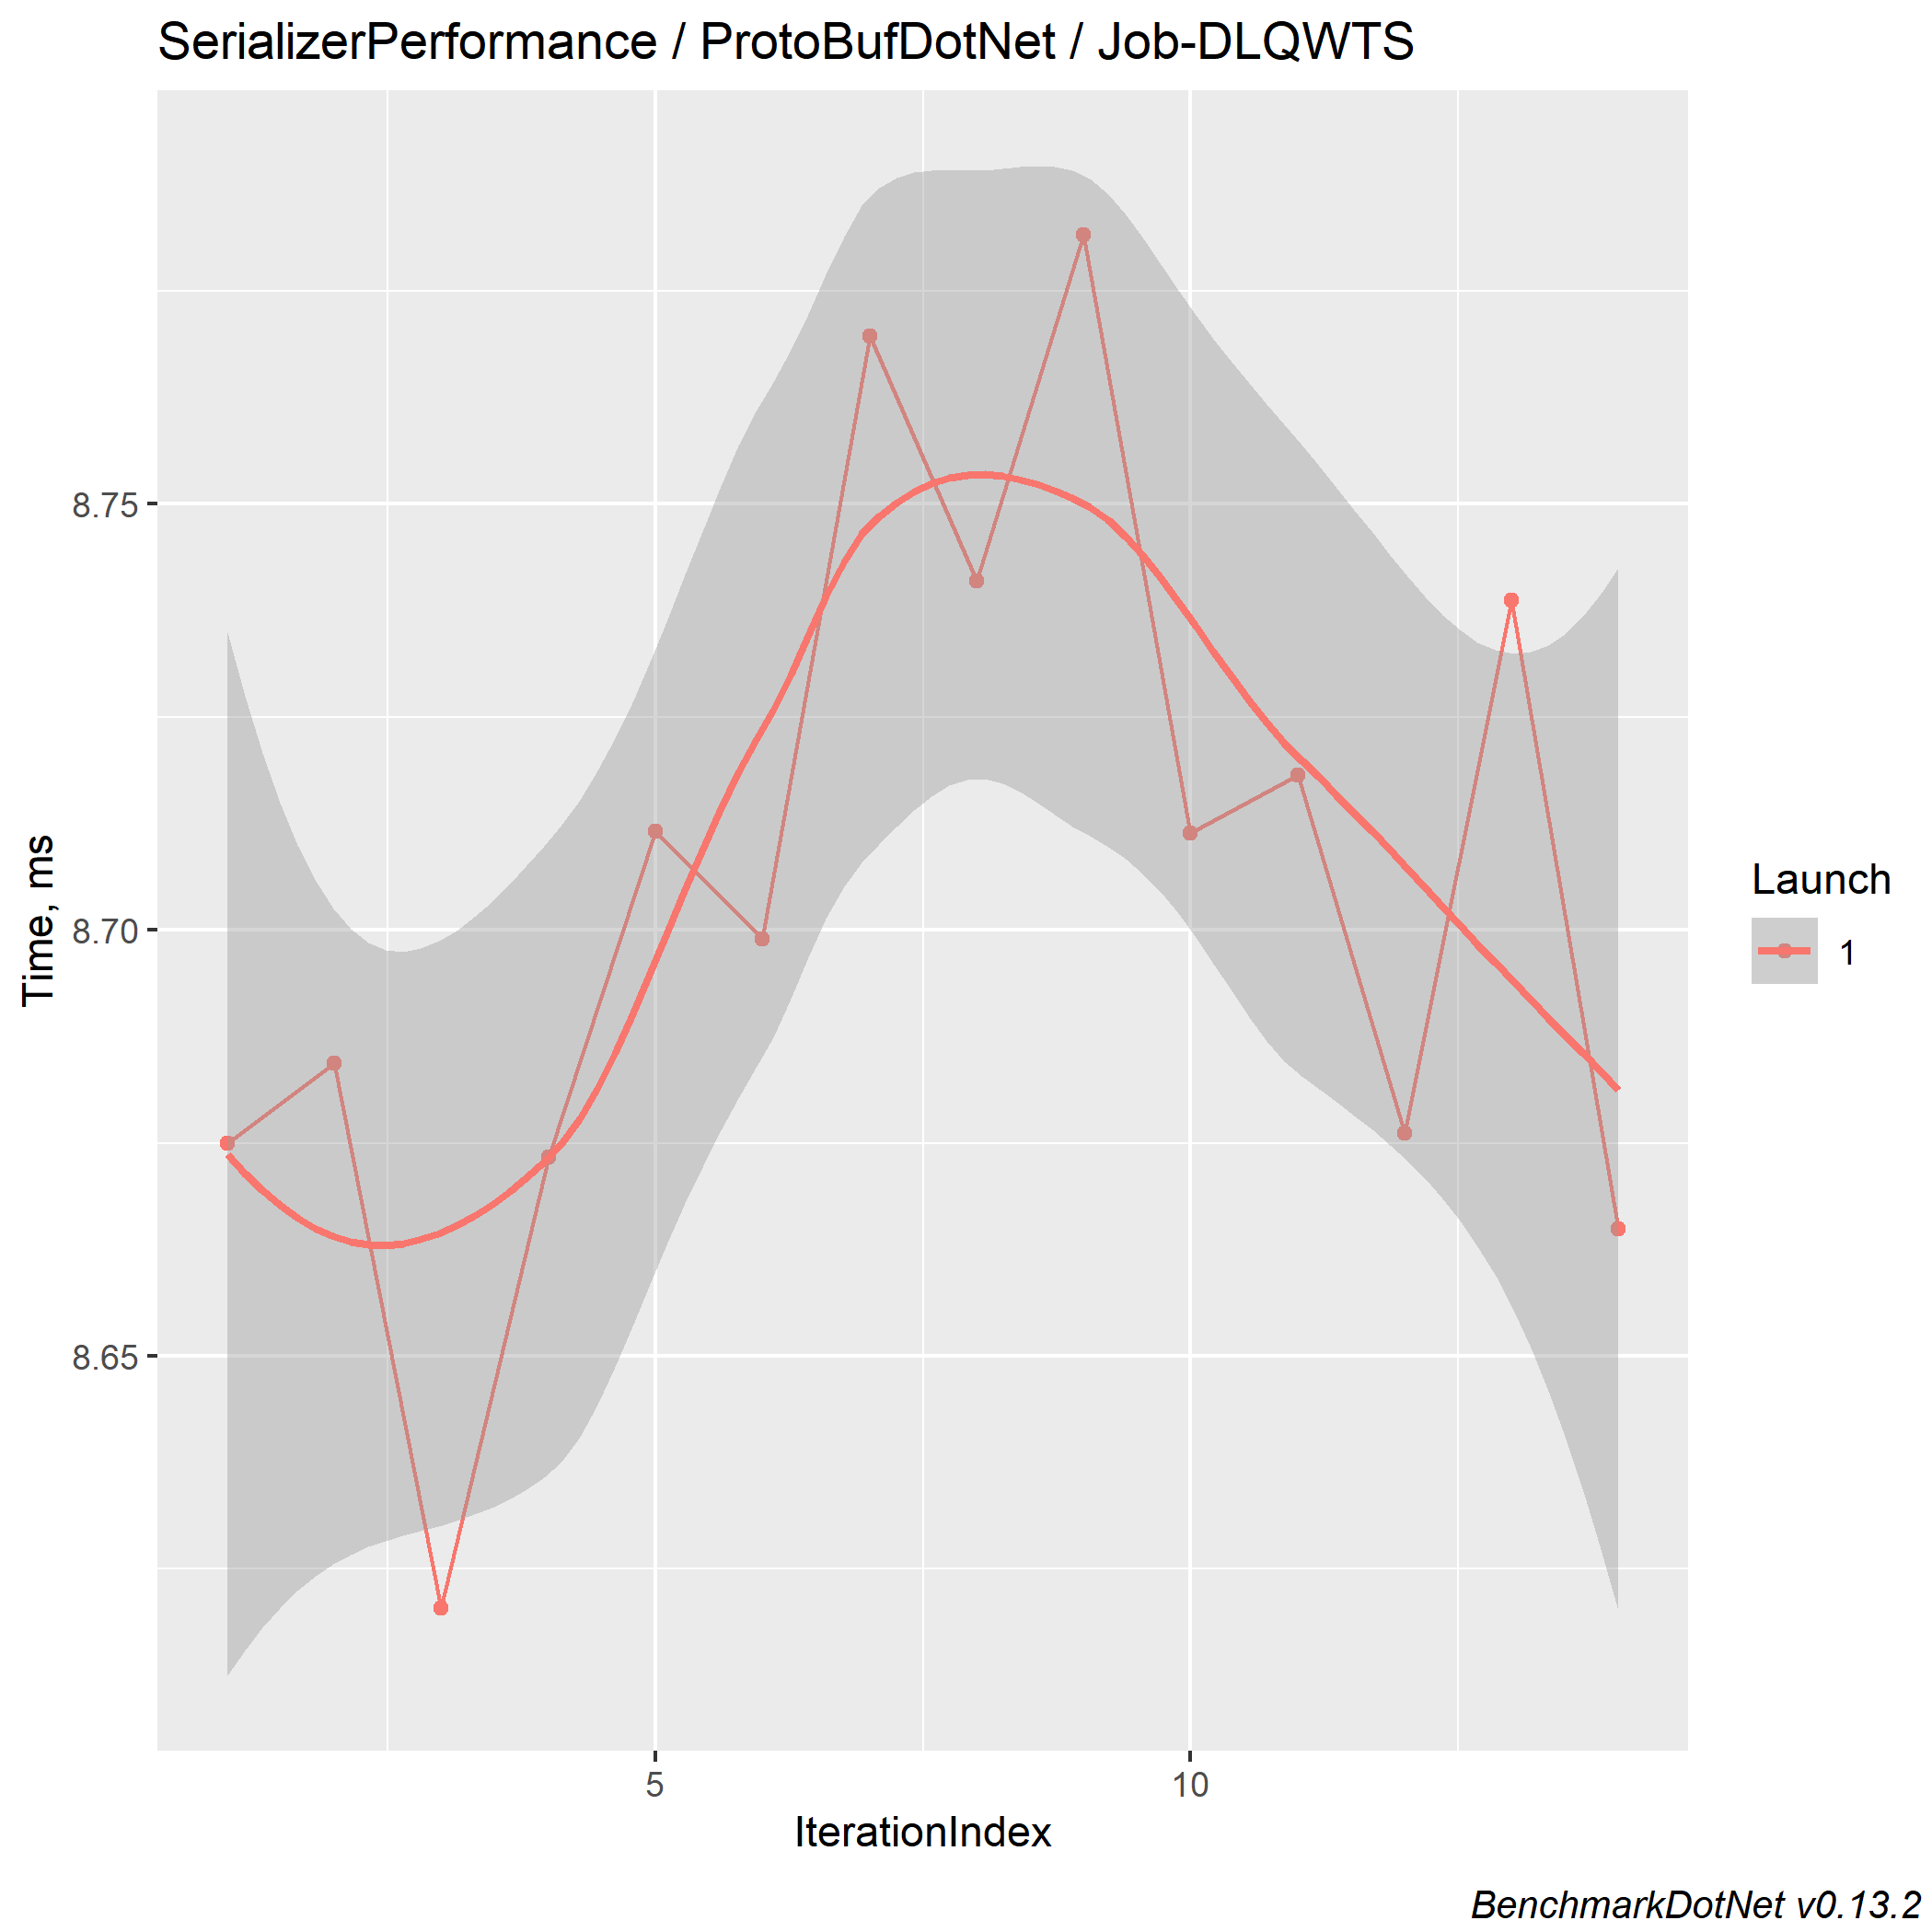 SerializerPerformance / ProtoBufDotNet / Job-DLQWTS
Time, ms
8.75
8.70
8.65
5
10
IterationIndex
Launch
1
BenchmarkDotNet v0.13.2